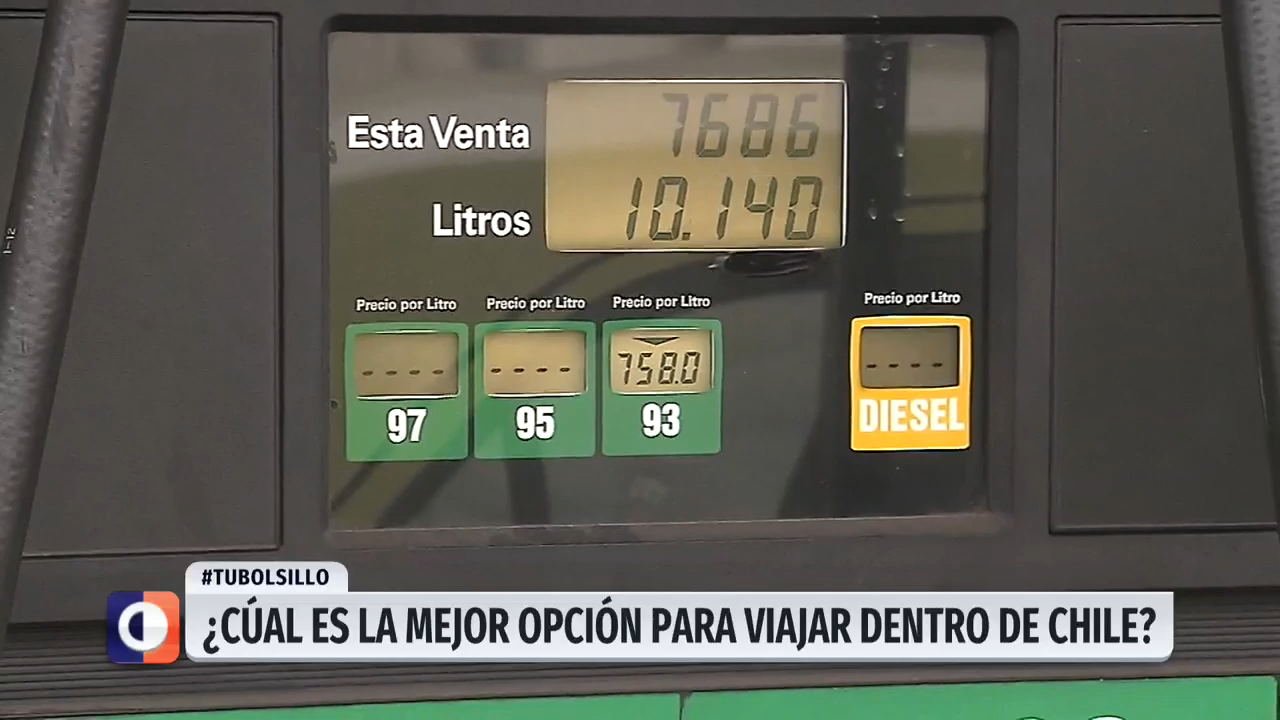 Esta Venta 7686
Litros 10.140
Precio por Litro Precio por Litro Precio por Litro Precio por Litro
- - - - - - - - 758.0 - - - -
97 95 93 DIESEL
#TUBOLSILLO
¿CÚAL ES LA MEJOR OPCIÓN PARA VIAJAR DENTRO DE CHILE?